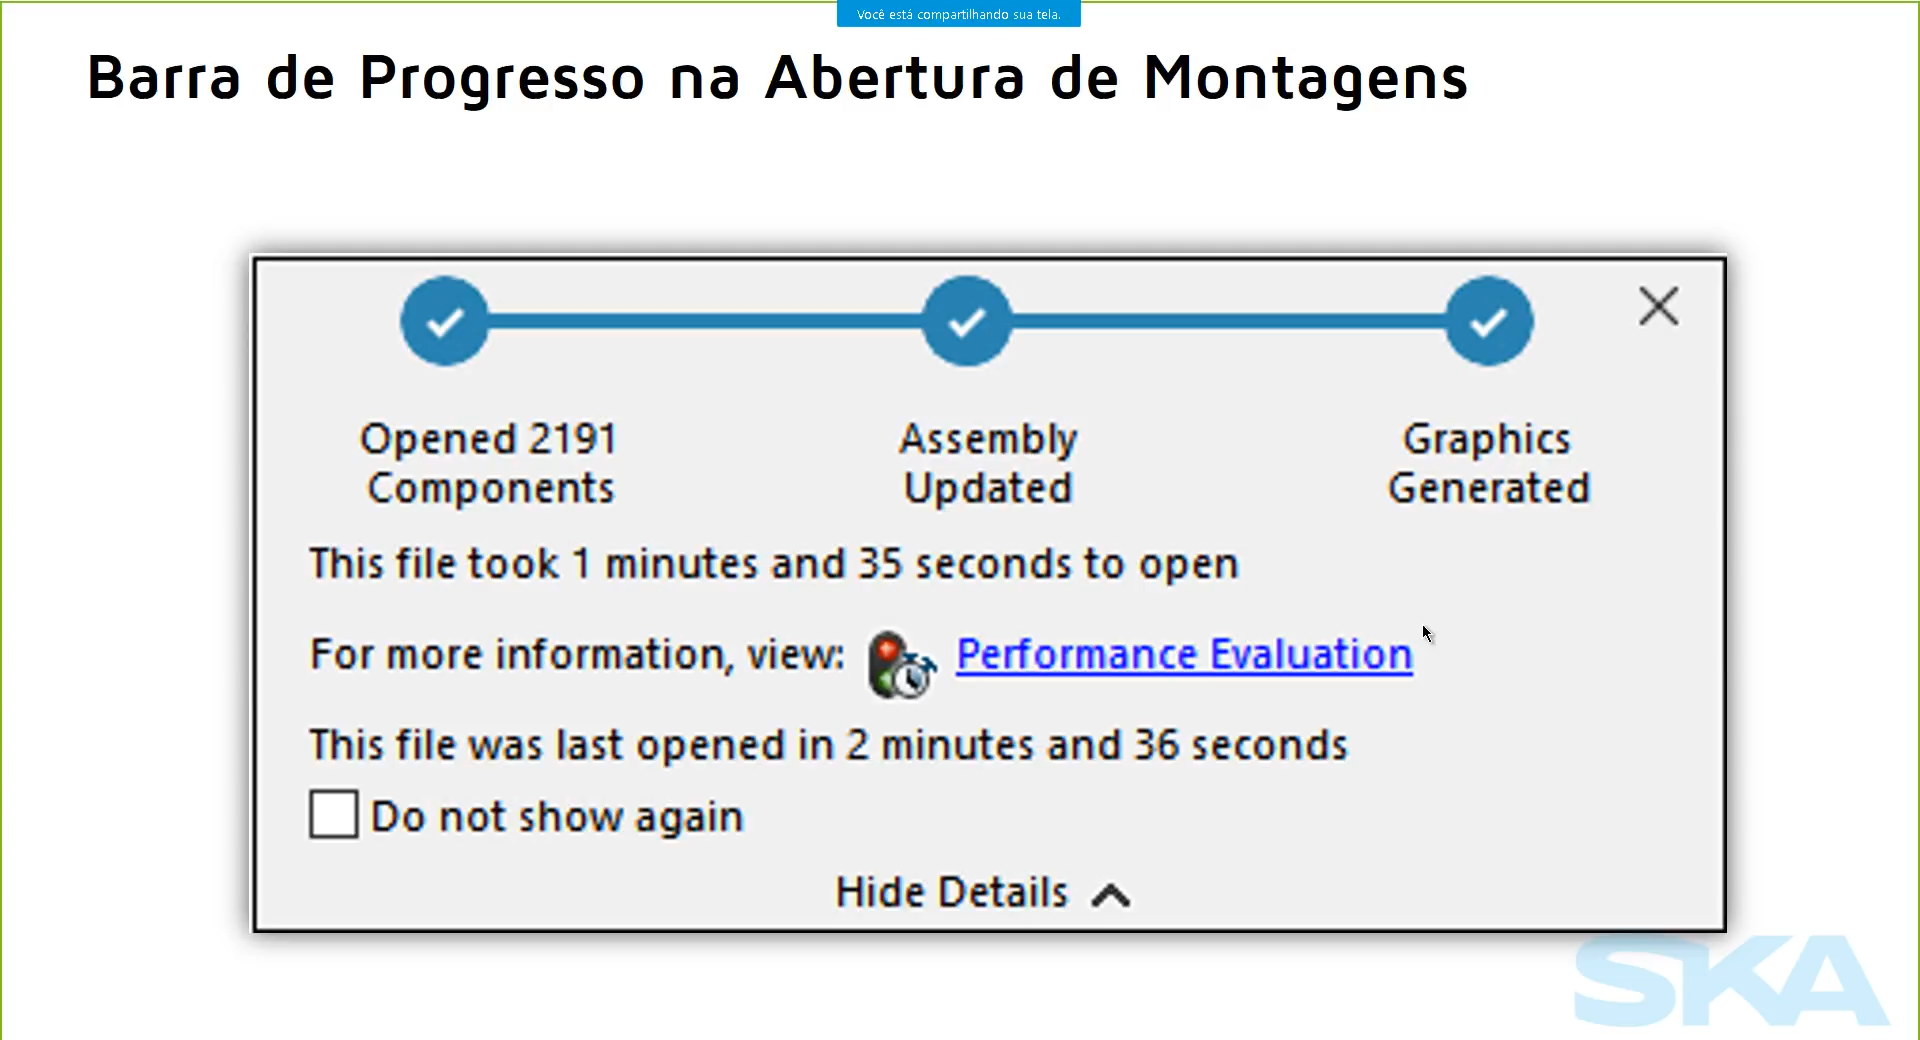 Você está compartilhando sua tela.
Barra de Progresso na Abertura de Montagens
Opened 2191
Components
Assembly
Updated
Graphics
Generated
This file took 1 minutes and 35 seconds to open
For more information, view: Performance Evaluation
This file was last opened in 2 minutes and 36 seconds
Do not show again
Hide Details
SKA